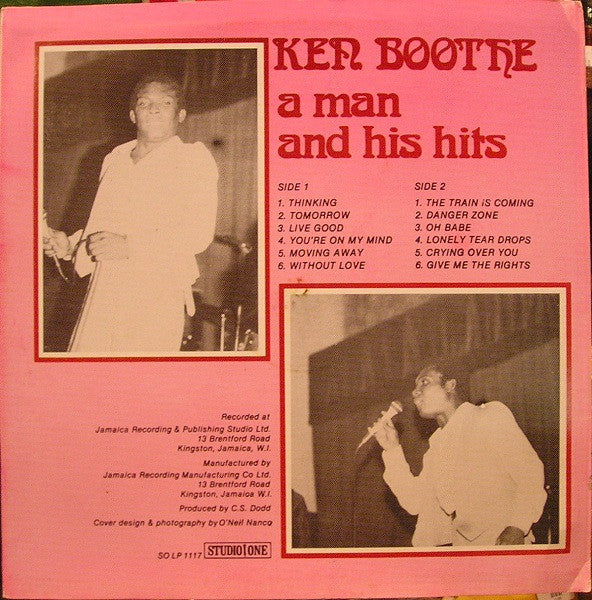 KEN BOOTHE
a man
and his hits
SIDE 1
1. THINKING
2. TOMORROW
3. LIVE GOOD
4. YOU'RE ON MY MIND
5. MOVING AWAY
6. WITHOUT LOVE
SIDE 2
1. THE TRAIN iS COMING
2. DANGER ZONE
3. OH BABE
4. LONELY TEAR DROPS
5. CRYING OVER YOU
6. GIVE ME THE RIGHTS
Recorded at
Jamaica Recording & Publishing Studio Ltd.
13 Brentford Road
Kingston, Jamaica, W.I.
Manufactured by
Jamaica Recording Manufacturing Co Ltd.
13 Brentford Road
Kingston, Jamaica W.I.
Produced by C.S. Dodd
Cover design & photography by O'Neil Nanco
SO LP 1117 STUDIO ONE